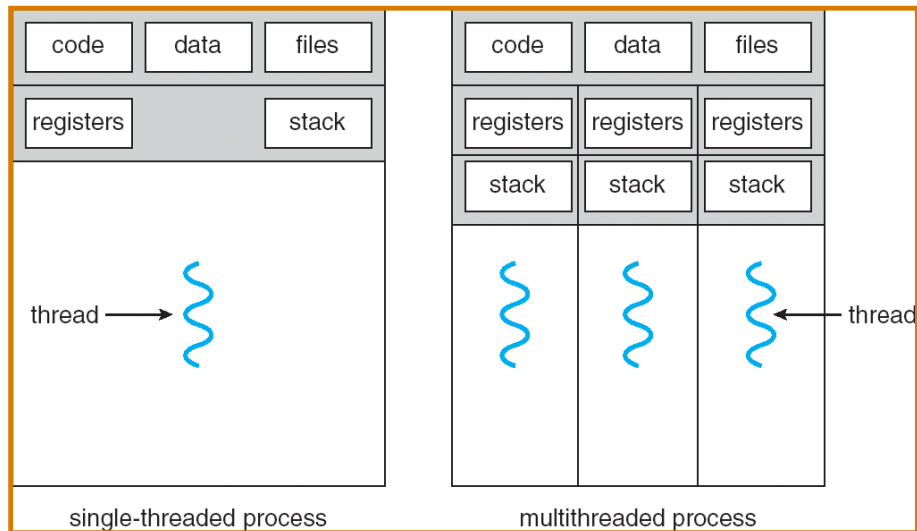 code data files
registers stack
thread
single-threaded process
code data files
registers registers registers
stack stack stack
thread
multithreaded process